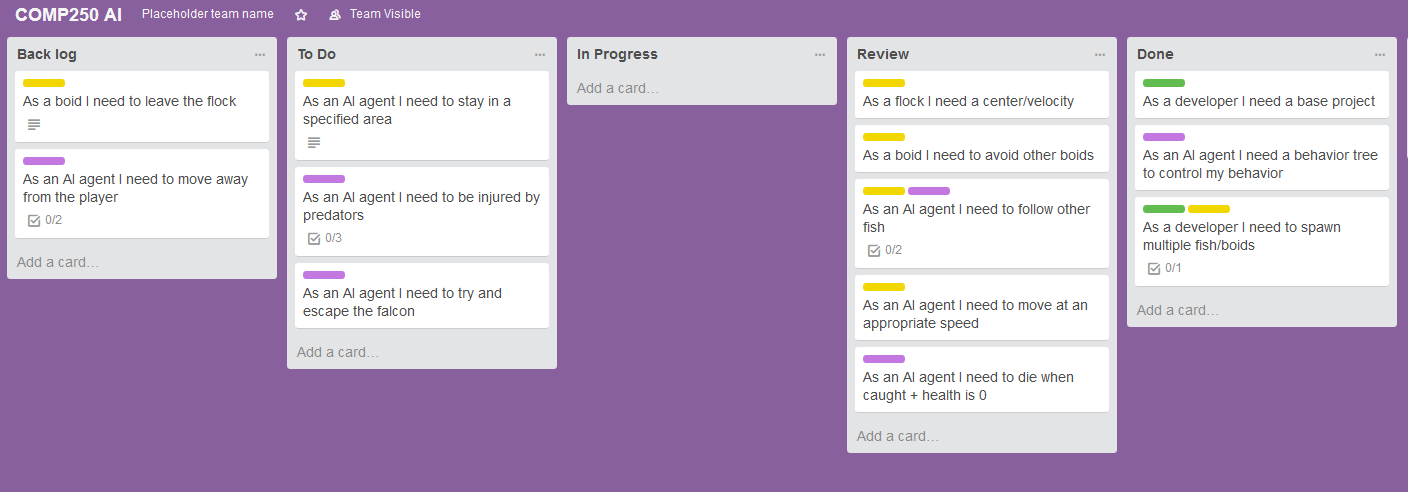 COMP250 AI Placeholder team name Team Visible
Back log
As a boid I need to leave the flock
As an AI agent I need to move away
from the player
0/2
Add a card…
To Do
As an AI agent I need to stay in a
specified area
As an AI agent I need to be injured by
predators
0/3
As an AI agent I need to try and
escape the falcon
Add a card…
In Progress
Add a card…
Review
As a flock I need a center/velocity
As a boid I need to avoid other boids
As an AI agent I need to follow other
fish
0/2
As an AI agent I need to move at an
appropriate speed
As an AI agent I need to die when
caught + health is 0
Add a card…
Done
As a developer I need a base project
As an AI agent I need a behavior tree
to control my behavior
As a developer I need to spawn
multiple fish/boids
0/1
Add a card…